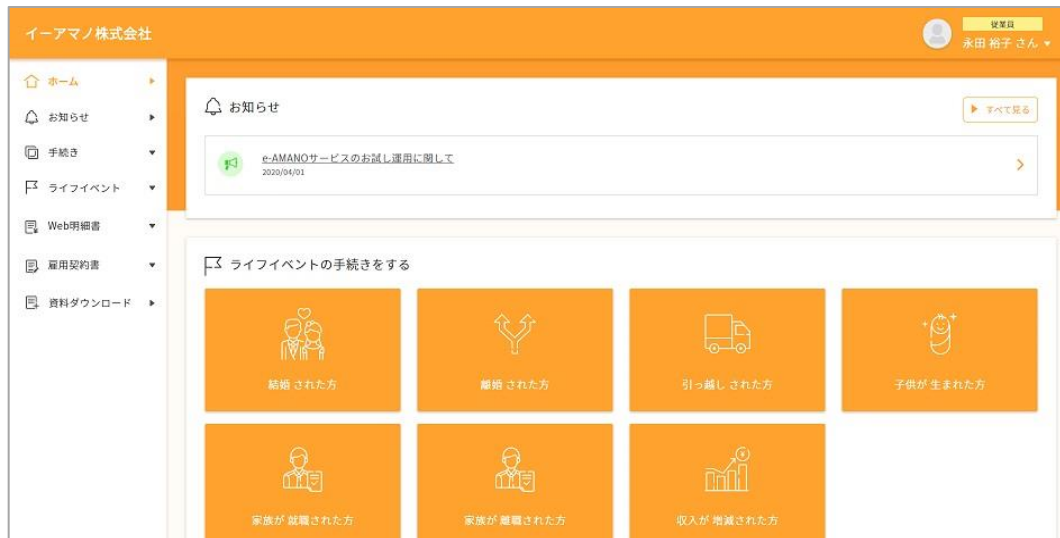 イーアマノ株式会社
従業員
永田 裕子 さん
ホーム
お知らせ
手続き
ライフイベント
Web明細書
雇用契約書
資料ダウンロード
お知らせ
すべて見る
e-AMANOサービスのお試し運用に関して
2020/04/01
ライフイベントの手続きをする
結婚 された方
離婚 された方
引っ越し された方
子供が 生まれた方
家族が 就職された方
家族が 離職された方
収入が 増減された方